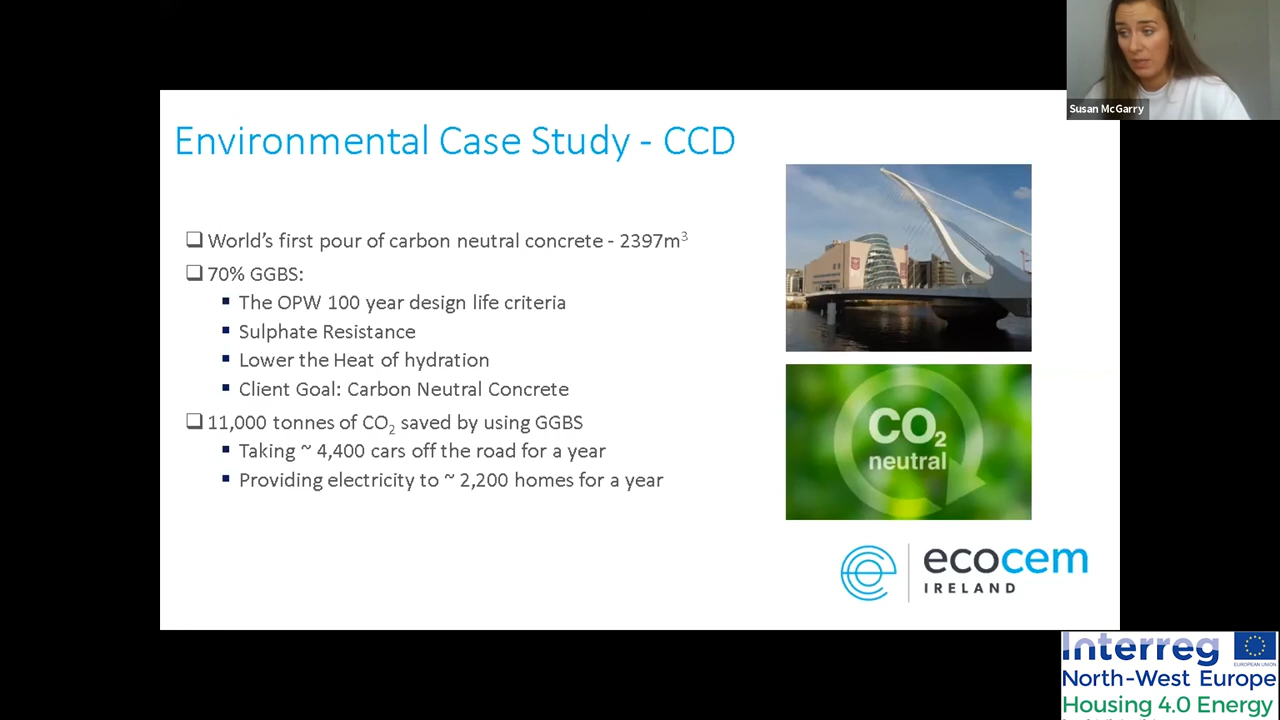 Susan McGarry
Environmental Case Study - CCD
❑ World's first pour of carbon neutral concrete - 2397m³
❑ 70% GGBS:
▪ The OPW 100 year design life criteria
▪ Sulphate Resistance
▪ Lower the Heat of hydration
▪ Client Goal: Carbon Neutral Concrete
❑ 11,000 tonnes of CO₂ saved by using GGBS
▪ Taking ~ 4,400 cars off the road for a year
▪ Providing electricity to ~ 2,200 homes for a year
CO₂
neutral
ecocem
IRELAND
Interreg
EUROPEAN UNION
North-West Europe
Housing 4.0 Energy